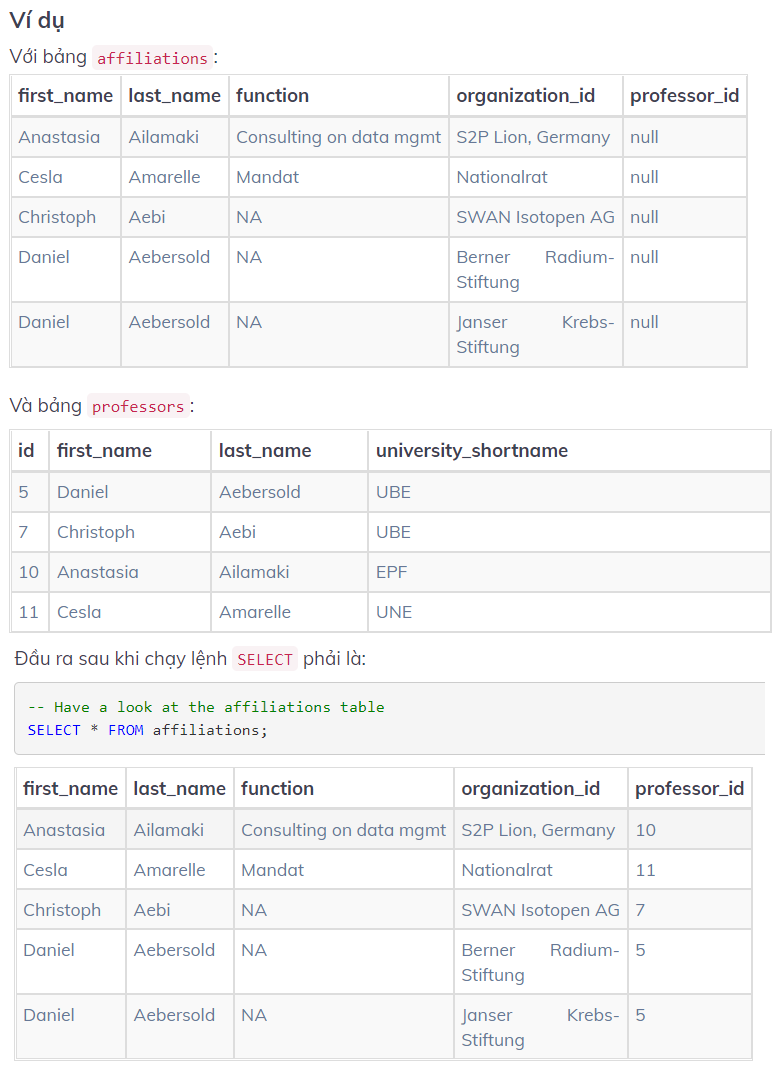 Ví dụ
Với bảng affiliations:
first_name last_name function organization_id professor_id
Anastasia Ailamaki Consulting on data mgmt S2P Lion, Germany null
Cesla Amarelle Mandat Nationalrat null
Christoph Aebi NA SWAN Isotopen AG null
Daniel Aebersold NA Berner Radium- null
Stiftung
Daniel Aebersold NA Janser Krebs- null
Stiftung
Và bảng professors:
id first_name last_name university_shortname
5 Daniel Aebersold UBE
7 Christoph Aebi UBE
10 Anastasia Ailamaki EPF
11 Cesla Amarelle UNE
Đầu ra sau khi chạy lệnh SELECT phải là:
-- Have a look at the affiliations table
SELECT * FROM affiliations;
first_name last_name function organization_id professor_id
Anastasia Ailamaki Consulting on data mgmt S2P Lion, Germany 10
Cesla Amarelle Mandat Nationalrat 11
Christoph Aebi NA SWAN Isotopen AG 7
Daniel Aebersold NA Berner Radium- 5
Stiftung
Daniel Aebersold NA Janser Krebs- 5
Stiftung